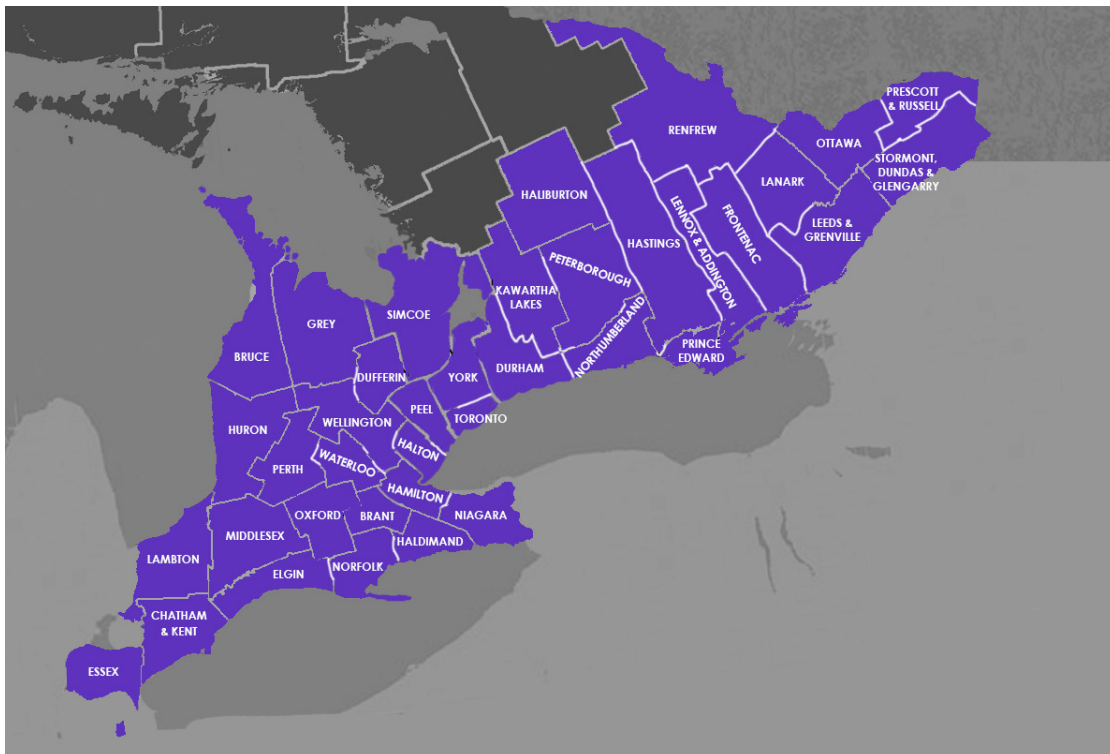 PRESCOTT
& RUSSELL
RENFREW
OTTAWA
STORMONT,
DUNDAS &
GLENGARRY
LANARK
HALIBURTON
LENNOX & ADDINGTON
FRONTENAC
LEEDS &
GRENVILLE
HASTINGS
PETERBOROUGH
KAWARTHA
LAKES
SIMCOE
GREY
NORTHUMBERLAND
PRINCE
EDWARD
BRUCE
DUFFERIN
YORK
DURHAM
PEEL
TORONTO
HURON
WELLINGTON
HALTON
PERTH
WATERLOO
HAMILTON
OXFORD
BRANT
NIAGARA
MIDDLESEX
HALDIMAND
LAMBTON
ELGIN
NORFOLK
CHATHAM
& KENT
ESSEX